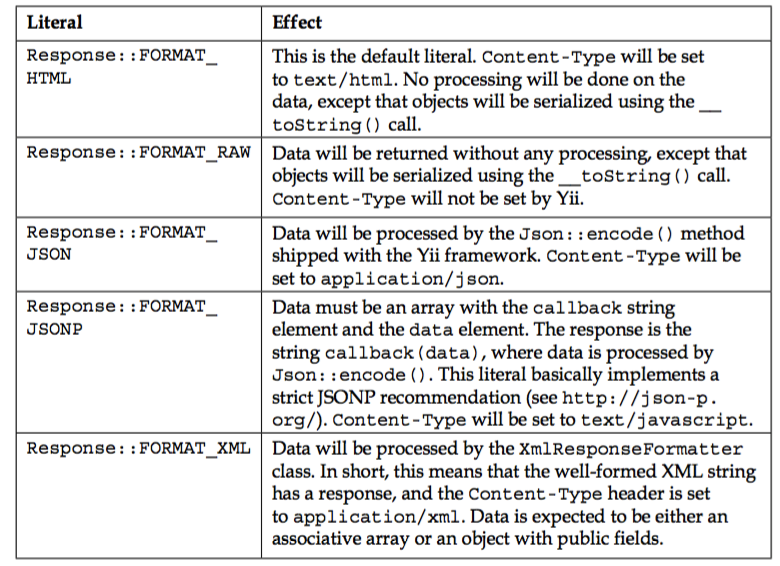 Literal Effect
Response::FORMAT_ This is the default literal. Content-Type will be set
HTML to text/html. No processing will be done on the
data, except that objects will be serialized using the __
toString() call.
Response::FORMAT_RAW Data will be returned without any processing, except that
objects will be serialized using the __toString() call.
Content-Type will not be set by Yii.
Response::FORMAT_ Data will be processed by the Json::encode() method
JSON shipped with the Yii framework. Content-Type will be
set to application/json.
Response::FORMAT_ Data must be an array with the callback string
JSONP element and the data element. The response is the
string callback(data), where data is processed by
Json::encode(). This literal basically implements a
strict JSONP recommendation (see http://json-p.
org/). Content-Type will be set to text/javascript.
Response::FORMAT_XML Data will be processed by the XmlResponseFormatter
class. In short, this means that the well-formed XML string
has a response, and the Content-Type header is set
to application/xml. Data is expected to be either an
associative array or an object with public fields.